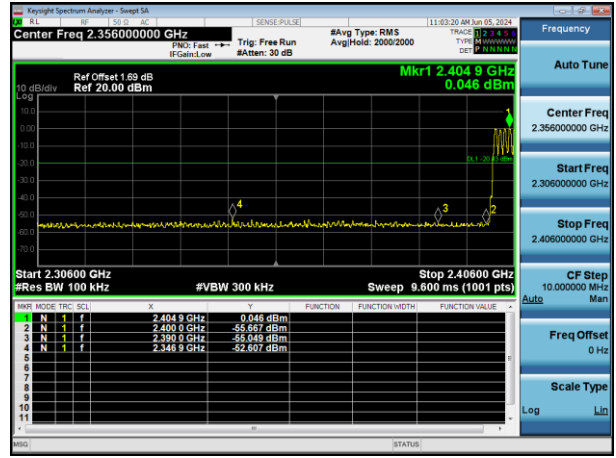 Keysight Spectrum Analyzer - Swept SA
RL RF 50 Ω AC SENSE:PULSE 11:03:20 AM Jun 05, 2024
Center Freq 2.356000000 GHz
PNO: Fast
IFGain:Low
Trig: Free Run
#Atten: 30 dB
#Avg Type: RMS
Avg|Hold: 2000/2000
TRACE 1 2 3 4 5 6
TYPE M W W W W W
DET P N N N N N
Ref Offset 1.69 dB
10 dB/div Ref 20.00 dBm
Log
Mkr1 2.404 9 GHz
0.046 dBm
10.0
0.00
-10.0
-20.0
-30.0
-40.0
-50.0
-60.0
-70.0
1
4
3
2
Start 2.30600 GHz Stop 2.40600 GHz
#Res BW 100 kHz #VBW 300 kHz Sweep 9.600 ms (1001 pts)
MKR MODE TRC SCL X Y FUNCTION FUNCTION WIDTH FUNCTION VALUE
1 N 1 f 2.404 9 GHz 0.046 dBm
2 N 1 f 2.400 0 GHz -55.667 dBm
3 N 1 f 2.390 0 GHz -55.049 dBm
4 N 1 f 2.346 9 GHz -52.607 dBm
5
6
7
8
9
10
11
MSG STATUS
Frequency
Auto Tune
Center Freq
2.356000000 GHz
Start Freq
2.306000000 GHz
Stop Freq
2.406000000 GHz
CF Step
10.000000 MHz
Auto Man
Freq Offset
0 Hz
Scale Type
Log Lin